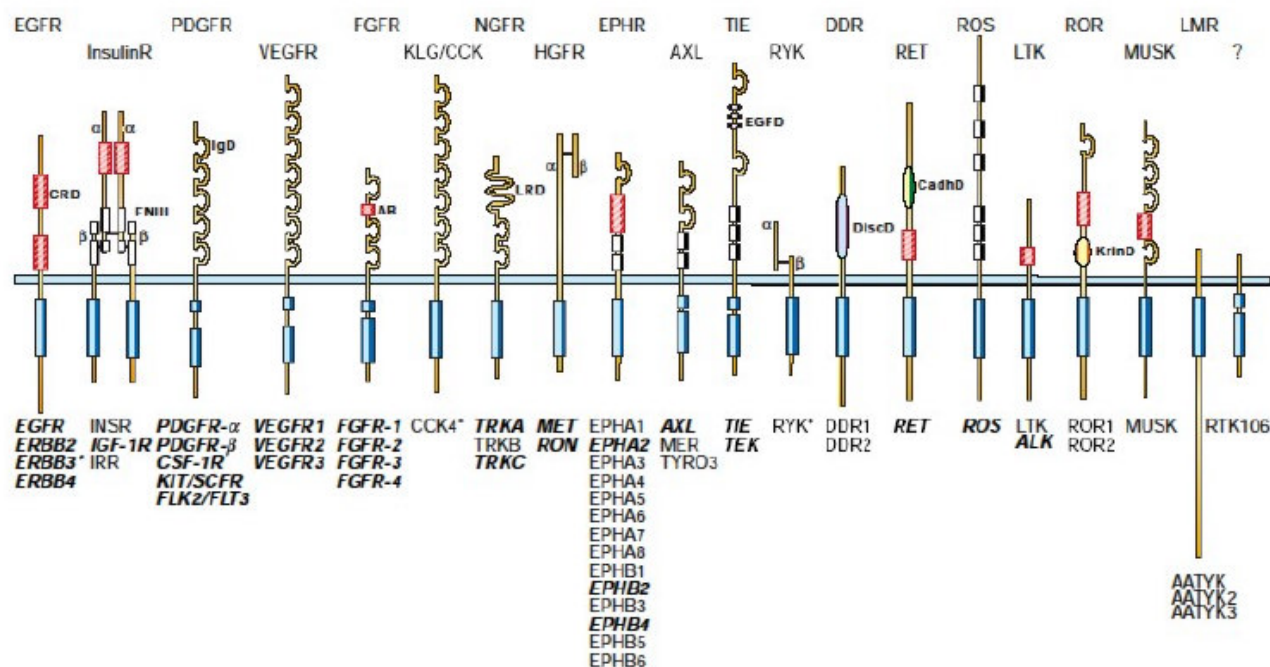 EGFR PDGFR FGFR NGFR EPHR TIE DDR ROS ROR LMR
InsulinR VEGFR KLG/CCK HGFR AXL RYK RET LTK MUSK ?
α α
IgD
EGFD
α β
CRD
LRD
CadhD
AR
FNIII
β β
α
β
DiscD
KrinD
EGFR INSR PDGFR-α VEGFR1 FGFR-1 CCK4* TRKA MET EPHA1 AXL TIE RYK* DDR1 RET ROS LTK ROR1 MUSK RTK106
ERBB2 IGF-1R PDGFR-β VEGFR2 FGFR-2 TRKB RON EPHA2 MER TEK DDR2 ALK ROR2
ERBB3* IRR CSF-1R VEGFR3 FGFR-3 TRKC EPHA3 TYRO3
ERBB4 KIT/SCFR FGFR-4 EPHA4
FLK2/FLT3 EPHA5
EPHA6
EPHA7
EPHA8
EPHB1
EPHB2
EPHB3
EPHB4
EPHB5
EPHB6
AATYK
AATYK2
AATYK3